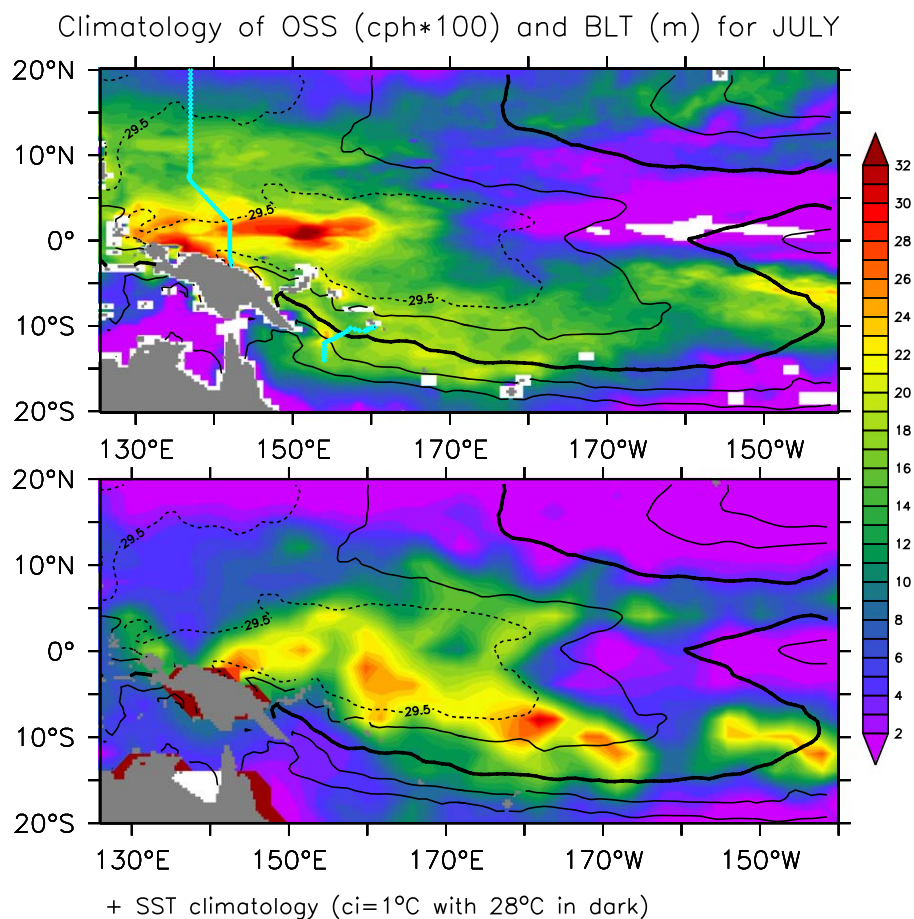 Climatology of OSS (cph*100) and BLT (m) for JULY
20°N
10°N
0°
10°S
20°S
29.5
29.5
29.5
130°E 150°E 170°E 170°W 150°W
32
30
28
26
24
22
20
18
16
14
12
10
8
6
4
2
20°N
10°N
0°
10°S
20°S
29.5
29.5
29.5
130°E 150°E 170°E 170°W 150°W
+ SST climatology (ci=1°C with 28°C in dark)